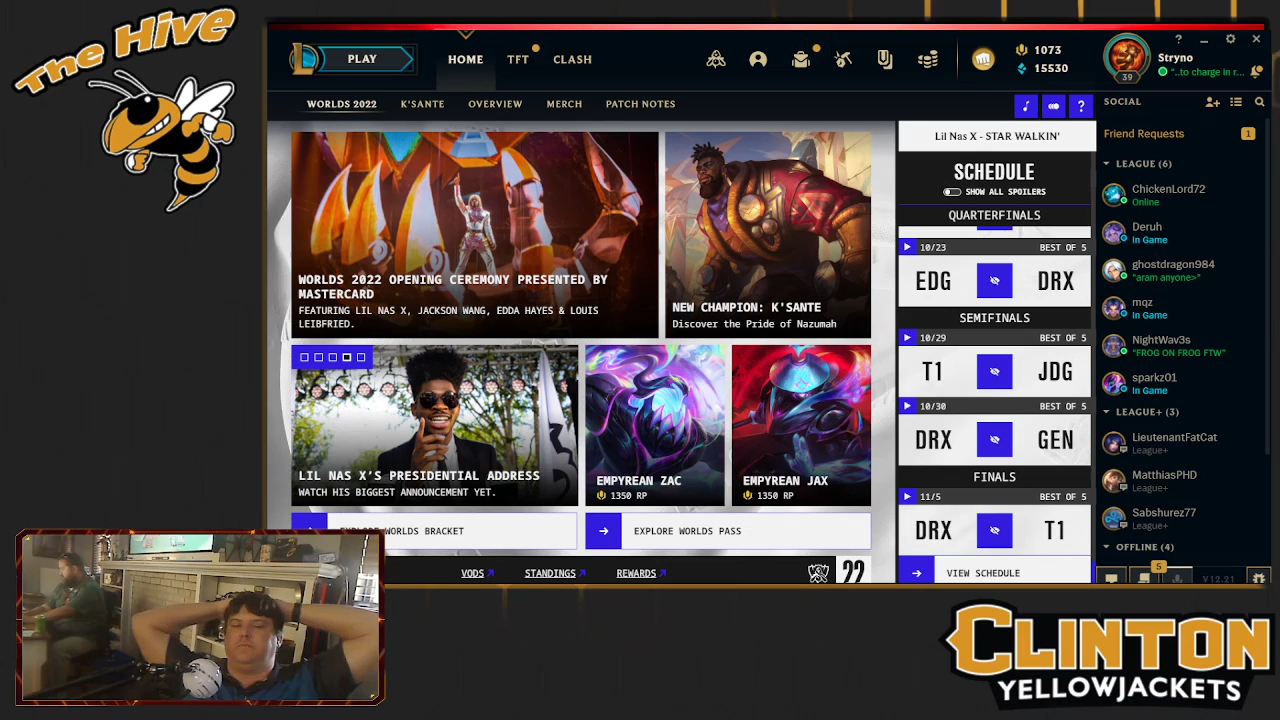 The Hive
PLAY
HOME
TFT
CLASH
1073
15530
39
?
Stryno
"..to charge in r...
WORLDS 2022
K'SANTE
OVERVIEW
MERCH
PATCH NOTES
?
SOCIAL
Lil Nas X - STAR WALKIN'
SCHEDULE
SHOW ALL SPOILERS
QUARTERFINALS
10/23 BEST OF 5
EDG DRX
SEMIFINALS
10/29 BEST OF 5
T1 JDG
10/30 BEST OF 5
DRX GEN
FINALS
11/5 BEST OF 5
DRX T1
VIEW SCHEDULE
WORLDS 2022 OPENING CEREMONY PRESENTED BY
MASTERCARD
FEATURING LIL NAS X, JACKSON WANG, EDDA HAYES & LOUIS
LEIBFRIED.
NEW CHAMPION: K'SANTE
Discover the Pride of Nazumah
LIL NAS X'S PRESIDENTIAL ADDRESS
WATCH HIS BIGGEST ANNOUNCEMENT YET.
EMPYREAN ZAC
1350 RP
EMPYREAN JAX
1350 RP
EXPLORE WORLDS BRACKET
EXPLORE WORLDS PASS
VODS
STANDINGS
REWARDS
22
Friend Requests
1
LEAGUE (6)
ChickenLord72
Online
Deruh
In Game
ghostdragon984
"aram anyone>"
mqz
In Game
NightWav3s
"FROG ON FROG FTW"
sparkz01
In Game
LEAGUE+ (3)
LieutenantFatCat
League+
MatthiasPHD
League+
Sabshurez77
League+
OFFLINE (4)
5
V12.21
CLINTON
YELLOWJACKETS